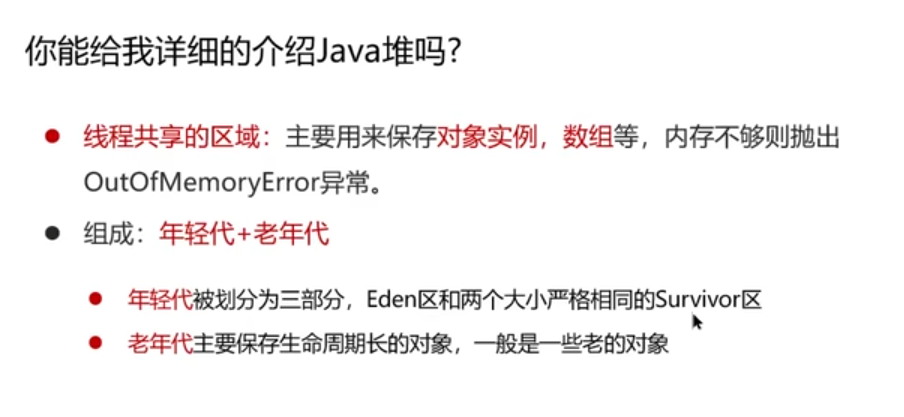 你能给我详细的介绍Java堆吗?
线程共享的区域：主要用来保存对象实例，数组等，内存不够则抛出
OutOfMemoryError异常。
组成：年轻代+老年代
年轻代被划分为三部分，Eden区和两个大小严格相同的Survivor区
老年代主要保存生命周期长的对象，一般是一些老的对象